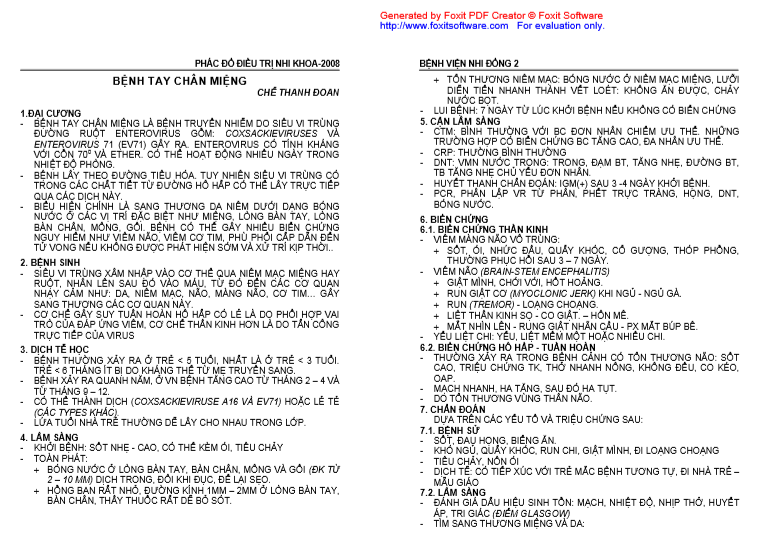 Generated by Foxit PDF Creator © Foxit Software
http://www.foxitsoftware.com For evaluation only.
PHÁC ĐỒ ĐIỀU TRỊ NHI KHOA-2008
BỆNH TAY CHÂN MIỆNG
CHẾ THANH ĐOAN
1.ĐẠI CƯƠNG
- BỆNH TAY CHÂN MIỆNG LÀ BỆNH TRUYỀN NHIỄM DO SIÊU VI TRÙNG
ĐƯỜNG RUỘT ENTEROVIRUS GỒM: COXSACKIEVIRUSES VÀ
ENTEROVIRUS 71 (EV71) GÂY RA. ENTEROVIRUS CÓ TÍNH KHÁNG
VỚI CỒN 70⁰ VÀ ETHER. CÓ THỂ HOẠT ĐỘNG NHIỀU NGÀY TRONG
NHIỆT ĐỘ PHÒNG.
- BỆNH LÂY THEO ĐƯỜNG TIÊU HÓA. TUY NHIÊN SIÊU VI TRÙNG CÓ
TRONG CÁC CHẤT TIẾT TỪ ĐƯỜNG HÔ HẤP CÓ THỂ LÂY TRỰC TIẾP
QUA CÁC DỊCH NÀY.
- BIỂU HIỆN CHÍNH LÀ SANG THƯƠNG DA NIÊM DƯỚI DẠNG BÓNG
NƯỚC Ở CÁC VỊ TRÍ ĐẶC BIỆT NHƯ MIỆNG, LÒNG BÀN TAY, LÒNG
BÀN CHÂN, MÔNG, GỐI. BỆNH CÓ THỂ GÂY NHIỀU BIẾN CHỨNG
NGUY HIỂM NHƯ VIÊM NÃO, VIÊM CƠ TIM, PHÙ PHỔI CẤP DẪN ĐẾN
TỬ VONG NẾU KHÔNG ĐƯỢC PHÁT HIỆN SỚM VÀ XỬ TRÍ KỊP THỜI..
2. BỆNH SINH
- SIÊU VI TRÙNG XÂM NHẬP VÀO CƠ THỂ QUA NIÊM MẠC MIỆNG HAY
RUỘT, NHÂN LÊN SAU ĐÓ VÀO MÁU, TỪ ĐÓ ĐẾN CÁC CƠ QUAN
NHẠY CẢM NHƯ: DA, NIÊM MẠC, NÃO, MÀNG NÃO, CƠ TIM... GÂY
SANG THƯƠNG CÁC CƠ QUAN NÀY.
- CƠ CHẾ GÂY SUY TUẦN HOÀN HÔ HẤP CÓ LẼ LÀ DO PHỐI HỢP VAI
TRÒ CỦA ĐÁP ỨNG VIÊM, CƠ CHẾ THẦN KINH HƠN LÀ DO TẤN CÔNG
TRỰC TIẾP CỦA VIRUS
3. DỊCH TỄ HỌC
- BỆNH THƯỜNG XẢY RA Ở TRẺ < 5 TUỔI, NHẤT LÀ Ở TRẺ < 3 TUỔI.
TRẺ < 6 THÁNG ÍT BỊ DO KHÁNG THỂ TỪ MẸ TRUYỀN SANG.
- BỆNH XẢY RA QUANH NĂM, Ở VN BỆNH TĂNG CAO TỪ THÁNG 2 – 4 VÀ
TỪ THÁNG 9 – 12.
- CÓ THỂ THÀNH DỊCH (COXSACKIEVIRUSE A16 VÀ EV71) HOẶC LẺ TẺ
(CÁC TYPES KHÁC).
- LỨA TUỔI NHÀ TRẺ THƯỜNG DỄ LÂY CHO NHAU TRONG LỚP.
4. LÂM SÀNG
- KHỞI BỆNH: SỐT NHẸ - CAO, CÓ THỂ KÈM ÓI, TIÊU CHẢY
- TOÀN PHÁT:
+ BÓNG NƯỚC Ở LÒNG BÀN TAY, BÀN CHÂN, MÔNG VÀ GỐI (ĐK TỪ
2 – 10 MM) DỊCH TRONG, ĐÔI KHI ĐỤC, ĐỂ LẠI SẸO.
+ HỒNG BAN RẤT NHỎ, ĐƯỜNG KÍNH 1MM – 2MM Ở LÒNG BÀN TAY,
BÀN CHÂN, THẤY THUỐC RẤT DỄ BỎ SÓT.
BỆNH VIỆN NHI ĐỒNG 2
+ TỔN THƯƠNG NIÊM MẠC: BÓNG NƯỚC Ở NIÊM MẠC MIỆNG, LƯỠI
DIỄN TIẾN NHANH THÀNH VẾT LOÉT: KHÔNG ĂN ĐƯỢC, CHẢY
NƯỚC BỌT.
- LUI BỆNH: 7 NGÀY TỪ LÚC KHỞI BỆNH NẾU KHÔNG CÓ BIẾN CHỨNG
5. CẬN LÂM SÀNG
- CTM: BÌNH THƯỜNG VỚI BC ĐƠN NHÂN CHIẾM ƯU THẾ. NHỮNG
TRƯỜNG HỢP CÓ BIẾN CHỨNG BC TĂNG CAO, ĐA NHÂN ƯU THẾ.
- CRP: THƯỜNG BÌNH THƯỜNG
- DNT: VMN NƯỚC TRONG: TRONG, ĐẠM BT, TĂNG NHẸ, ĐƯỜNG BT,
TB TĂNG NHẸ CHỦ YẾU ĐƠN NHÂN.
- HUYẾT THANH CHẨN ĐOÁN: IGM(+) SAU 3 -4 NGÀY KHỞI BỆNH.
- PCR, PHÂN LẬP VR TỪ PHÂN, PHẾT TRỰC TRÀNG, HỌNG, DNT,
BÓNG NƯỚC.
6. BIẾN CHỨNG
6.1. BIẾN CHỨNG THẦN KINH
- VIÊM MÀNG NÃO VÔ TRÙNG:
+ SỐT, ÓI, NHỨC ĐẦU, QUẤY KHÓC, CỔ GƯỢNG, THÓP PHỒNG,
THƯỜNG PHỤC HỒI SAU 3 – 7 NGÀY.
- VIÊM NÃO (BRAIN-STEM ENCEPHALITIS)
+ GIẬT MÌNH, CHỚI VỚI, HỐT HOẢNG.
+ RUN GIẬT CƠ (MYOCLONIC JERK) KHI NGỦ - NGỦ GÀ.
+ RUN (TREMOR) - LOẠNG CHOẠNG.
+ LIỆT THẦN KINH SỌ - CO GIẬT. – HÔN MÊ.
+ MẮT NHÌN LÊN - RUNG GIẬT NHÃN CẦU - PX MẮT BÚP BÊ.
- YẾU LIỆT CHI: YẾU, LIỆT MỀM MỘT HOẶC NHIỀU CHI.
6.2. BIẾN CHỨNG HÔ HẤP - TUẦN HOÀN
- THƯỜNG XẢY RA TRONG BỆNH CẢNH CÓ TỔN THƯƠNG NÃO: SỐT
CAO, TRIỆU CHỨNG TK, THỞ NHANH NÔNG, KHÔNG ĐỀU, CO KÉO,
OAP.
- MẠCH NHANH, HA TĂNG, SAU ĐÓ HA TỤT.
- DO TỔN THƯƠNG VÙNG THÂN NÃO.
7. CHẨN ĐOÁN
DỰA TRÊN CÁC YẾU TỐ VÀ TRIỆU CHỨNG SAU:
7.1. BỆNH SỬ
- SỐT, ĐAU HỌNG, BIẾNG ĂN.
- KHÓ NGỦ, QUẤY KHÓC, RUN CHI, GIẬT MÌNH, ĐI LOẠNG CHOẠNG
- TIÊU CHẢY, NÔN ÓI
- DỊCH TỄ: CÓ TIẾP XÚC VỚI TRẺ MẮC BỆNH TƯƠNG TỰ, ĐI NHÀ TRẺ –
MẪU GIÁO
7.2. LÂM SÀNG
- ĐÁNH GIÁ DẤU HIỆU SINH TỒN: MẠCH, NHIỆT ĐỘ, NHỊP THỞ, HUYẾT
ÁP, TRI GIÁC (ĐIỂM GLASGOW)
- TÌM SANG THƯƠNG MIỆNG VÀ DA: